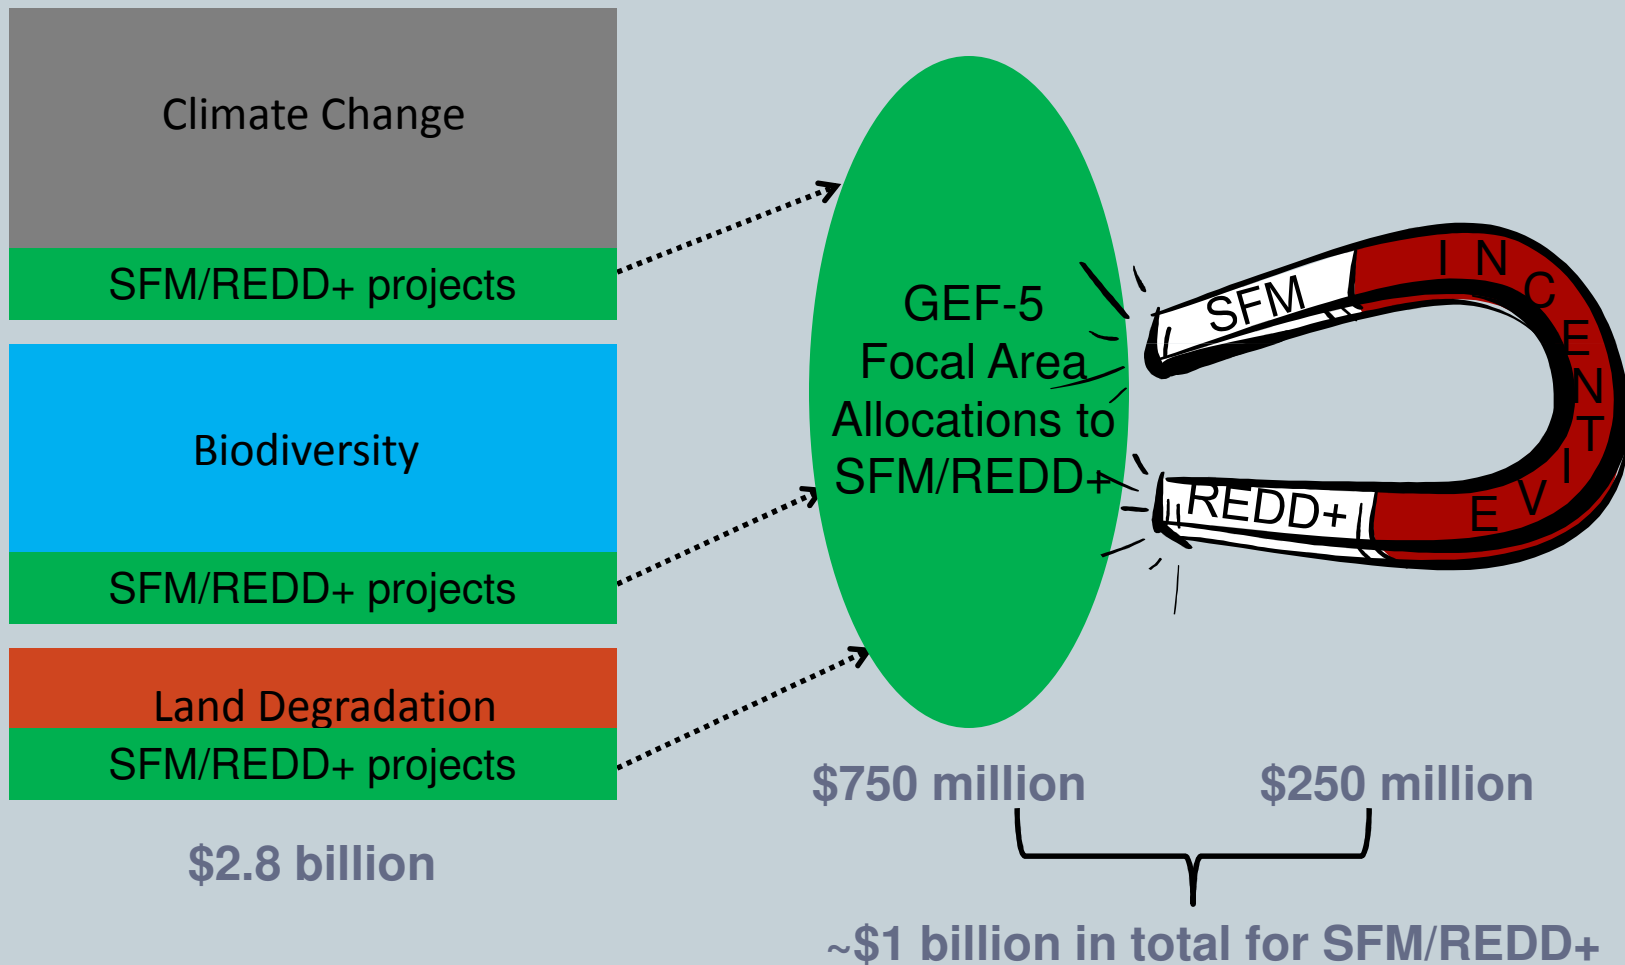 Climate Change
SFM/REDD+ projects
Biodiversity
SFM/REDD+ projects
Land Degradation
SFM/REDD+ projects
$2.8 billion
GEF-5
Focal Area
Allocations to
SFM/REDD+
SFM
INCENTIVE
REDD+
$750 million
$250 million
~$1 billion in total for SFM/REDD+